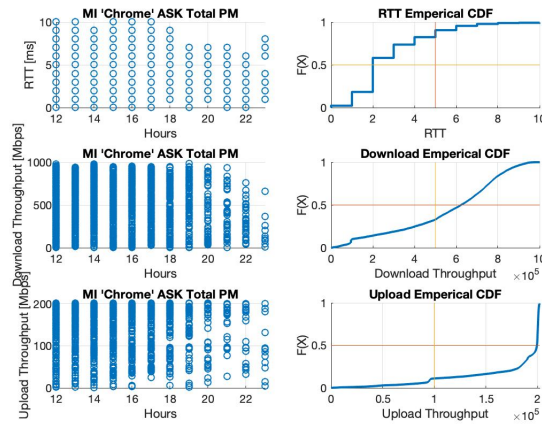 MI 'Chrome' ASK Total PM
10
5
0
RTT [ms]
12 14 16 18 20 22
Hours
RTT Emperical CDF
1
0.5
0
F(X)
0 2 4 6 8 10
RTT
MI 'Chrome' ASK Total PM
1000
500
0
Download Throughput [Mbps]
12 14 16 18 20 22
Hours
Download Emperical CDF
1
0.5
0
F(X)
0 2 4 6 8 10
Download Throughput ×10^5
MI 'Chrome' ASK Total PM
200
100
0
Upload Throughput [Mbps]
12 14 16 18 20 22
Hours
Upload Emperical CDF
1
0.5
0
F(X)
0 0.5 1 1.5 2
Upload Throughput ×10^5